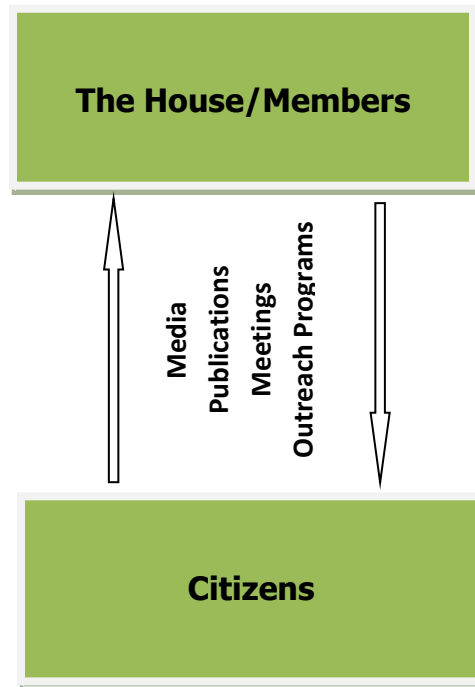 The House/Members
Media
Publications
Meetings
Outreach Programs
Citizens